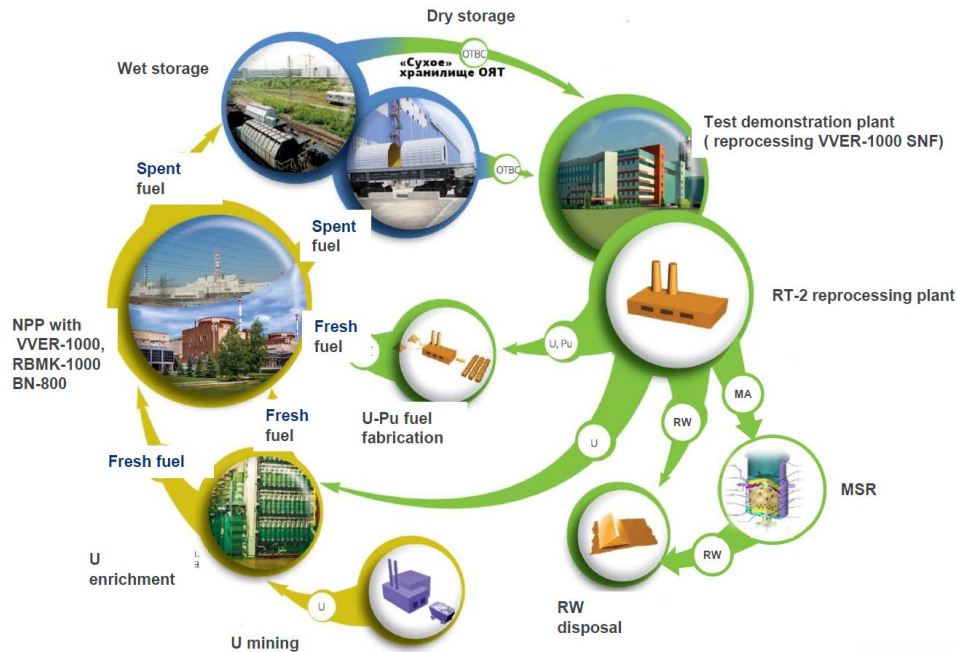 Dry storage
ОТВС
«Сухое»
хранилище ОЯТ
Wet storage
Test demonstration plant
( reprocessing VVER-1000 SNF)
Spent
fuel
ОТВС
Spent
fuel
RT-2 reprocessing plant
NPP with
VVER-1000,
RBMK-1000
BN-800
Fresh
fuel
U, Pu
U-Pu fuel
fabrication
MA
Fresh
fuel
RW
U
Fresh fuel
MSR
U
enrichment
RW
U
RW
disposal
U mining